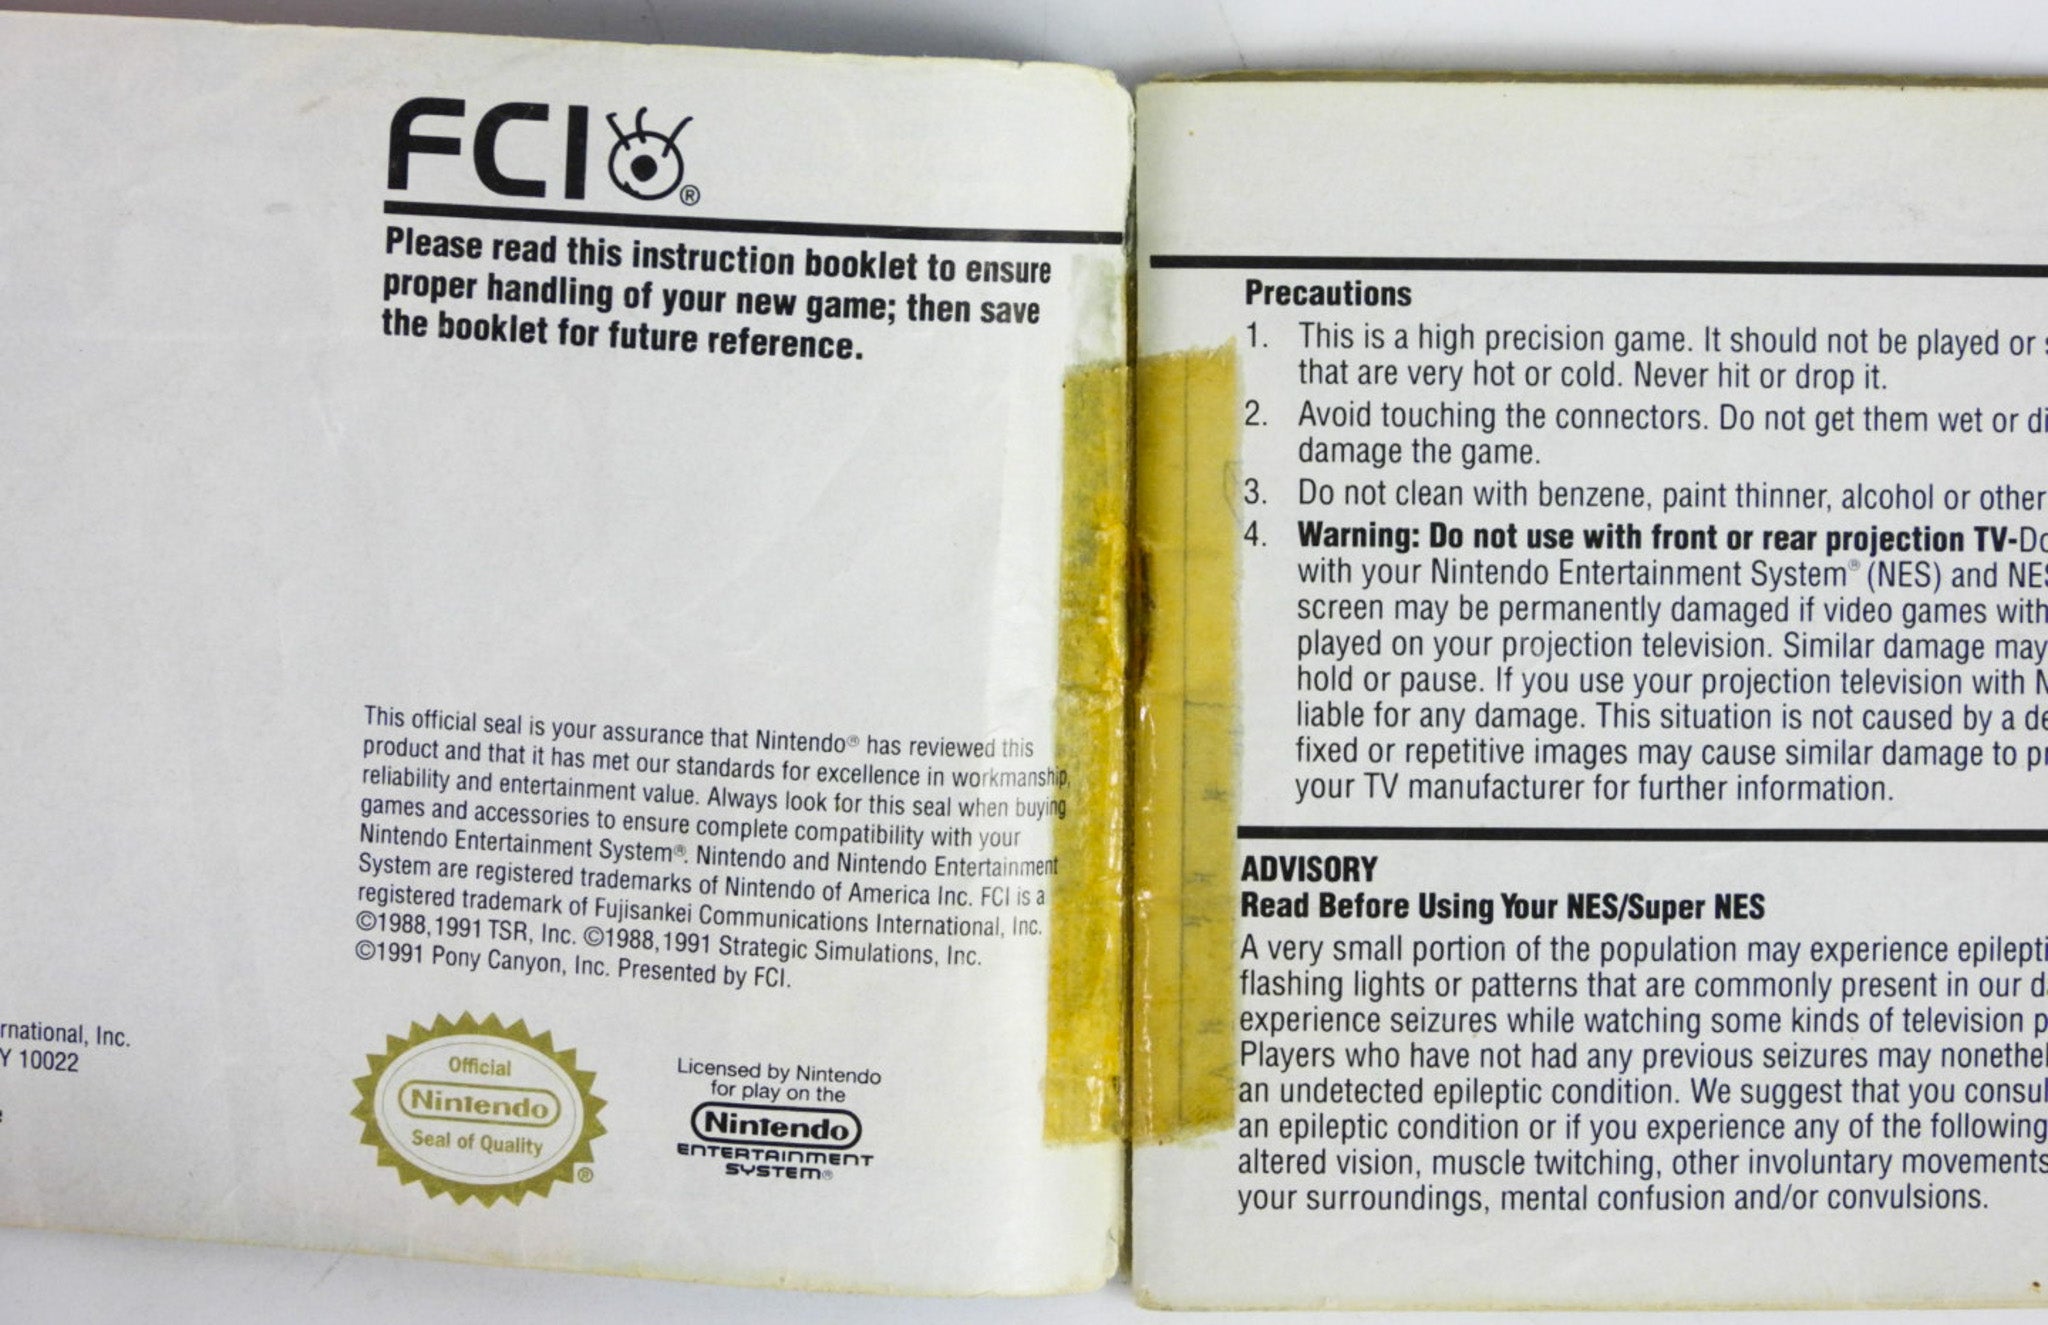 FCI®
Please read this instruction booklet to ensure
proper handling of your new game; then save
the booklet for future reference.
This official seal is your assurance that Nintendo® has reviewed this
product and that it has met our standards for excellence in workmanship,
reliability and entertainment value. Always look for this seal when buying
games and accessories to ensure complete compatibility with your
Nintendo Entertainment System®. Nintendo and Nintendo Entertainment
System are registered trademarks of Nintendo of America Inc. FCI is a
registered trademark of Fujisankei Communications International, Inc.
©1988,1991 TSR, Inc. ©1988,1991 Strategic Simulations, Inc.
©1991 Pony Canyon, Inc. Presented by FCI.
rnational, Inc.
Y 10022
Official
Nintendo
Seal of Quality
®
Licensed by Nintendo
for play on the
Nintendo
ENTERTAINMENT
SYSTEM®
Precautions
1. This is a high precision game. It should not be played or
that are very hot or cold. Never hit or drop it.
2. Avoid touching the connectors. Do not get them wet or di
damage the game.
3. Do not clean with benzene, paint thinner, alcohol or other
4. Warning: Do not use with front or rear projection TV-Do
with your Nintendo Entertainment System® (NES) and NES
screen may be permanently damaged if video games with
played on your projection television. Similar damage may
hold or pause. If you use your projection television with N
liable for any damage. This situation is not caused by a de
fixed or repetitive images may cause similar damage to pr
your TV manufacturer for further information.
ADVISORY
Read Before Using Your NES/Super NES
A very small portion of the population may experience epilepti
flashing lights or patterns that are commonly present in our da
experience seizures while watching some kinds of television p
Players who have not had any previous seizures may nonethel
an undetected epileptic condition. We suggest that you consul
an epileptic condition or if you experience any of the following
altered vision, muscle twitching, other involuntary movements
your surroundings, mental confusion and/or convulsions.